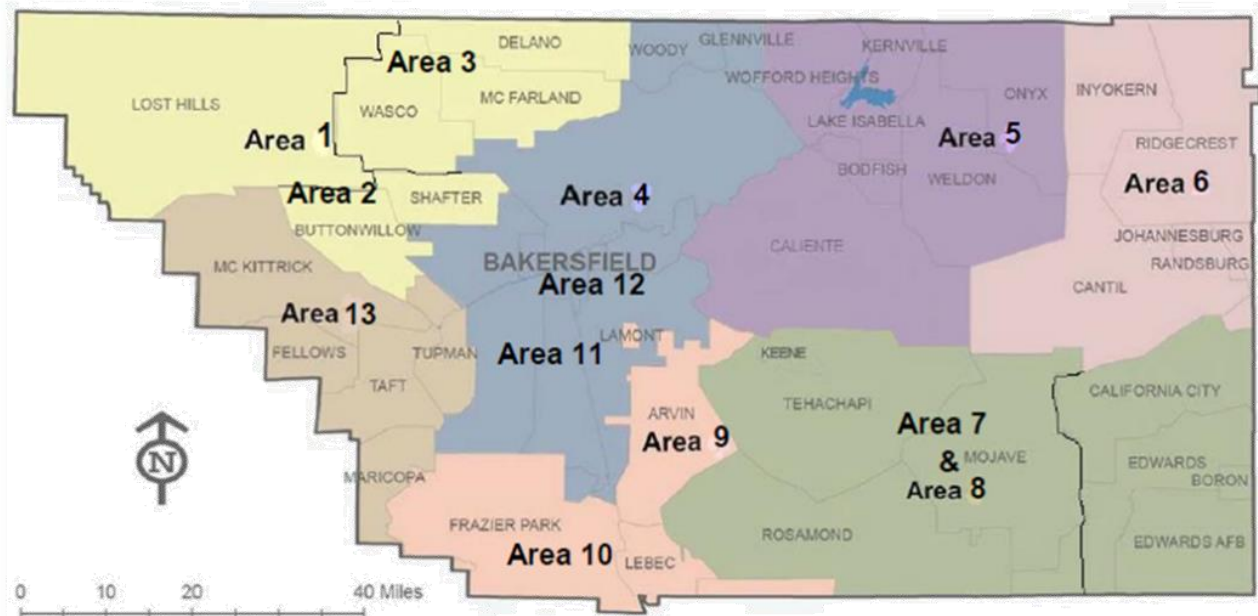 DELANO
WOODY
GLENNVILLE
KERNVILLE
Area 3
WOFFORD HEIGHTS
LOST HILLS
WASCO
MC FARLAND
ONYX
INYOKERN
LAKE ISABELLA
Area 1
Area 5
RIDGECREST
BODFISH
WELDON
Area 6
Area 2
SHAFTER
Area 4
BUTTONWILLOW
JOHANNESBURG
CALIENTE
RANDSBURG
MC KITTRICK
BAKERSFIELD
Area 12
CANTIL
Area 13
LAMONT
FELLOWS
TUPMAN
Area 11
KEENE
TAFT
CALIFORNIA CITY
TEHACHAPI
ARVIN
Area 9
Area 7
&
Area 8
MOJAVE
EDWARDS
BORON
MARICOPA
N
FRAZIER PARK
ROSAMOND
EDWARDS AFB
Area 10
LEBEC
0 10 20 40 Miles